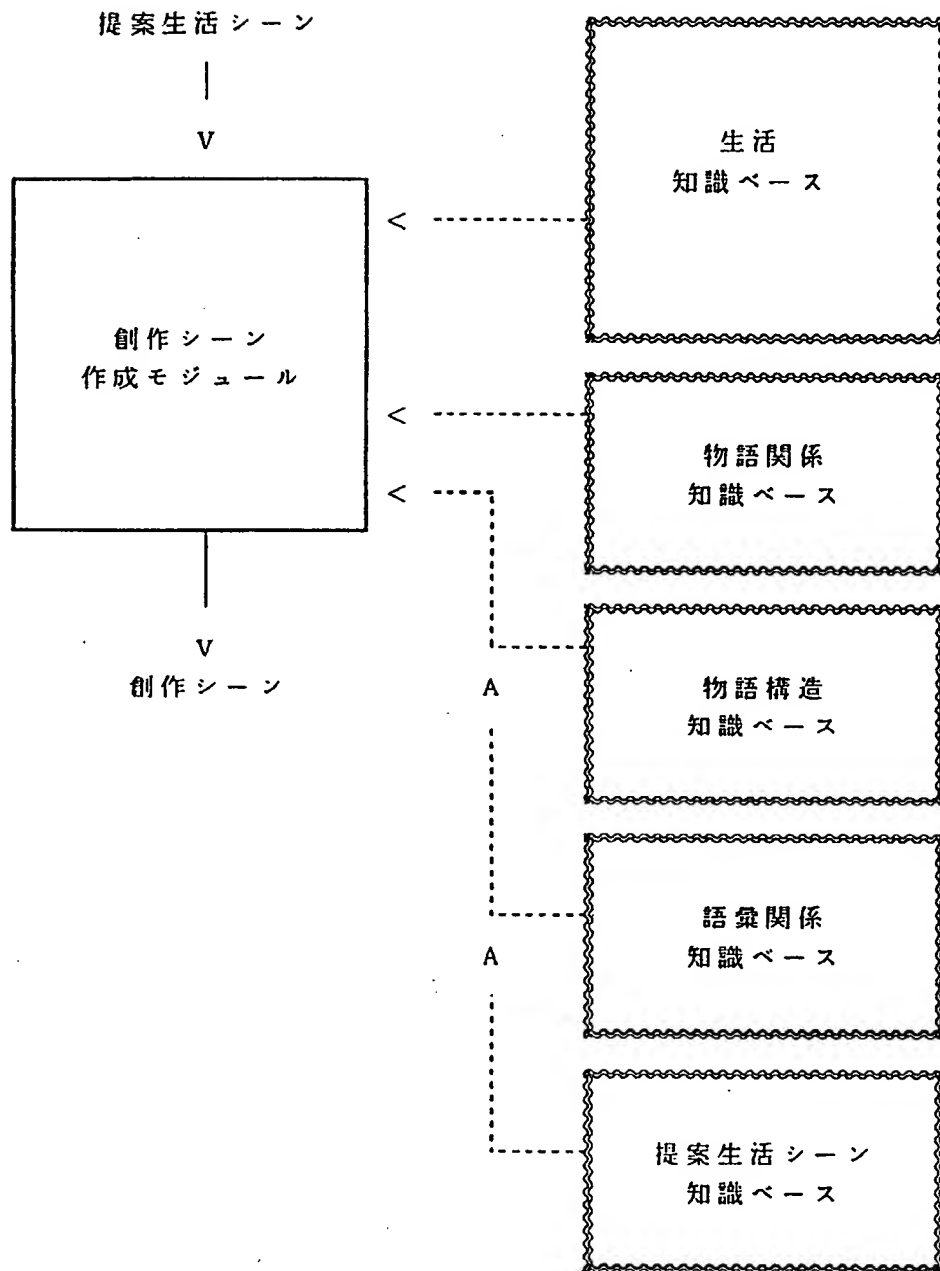 提案生活シーン
V
創作シーン
作成モジュール
V
創作シーン
<
<
<
A
A
生活
知識ベース
物語関係
知識ベース
物語構造
知識ベース
語彙関係
知識ベース
提案生活シーン
知識ベース